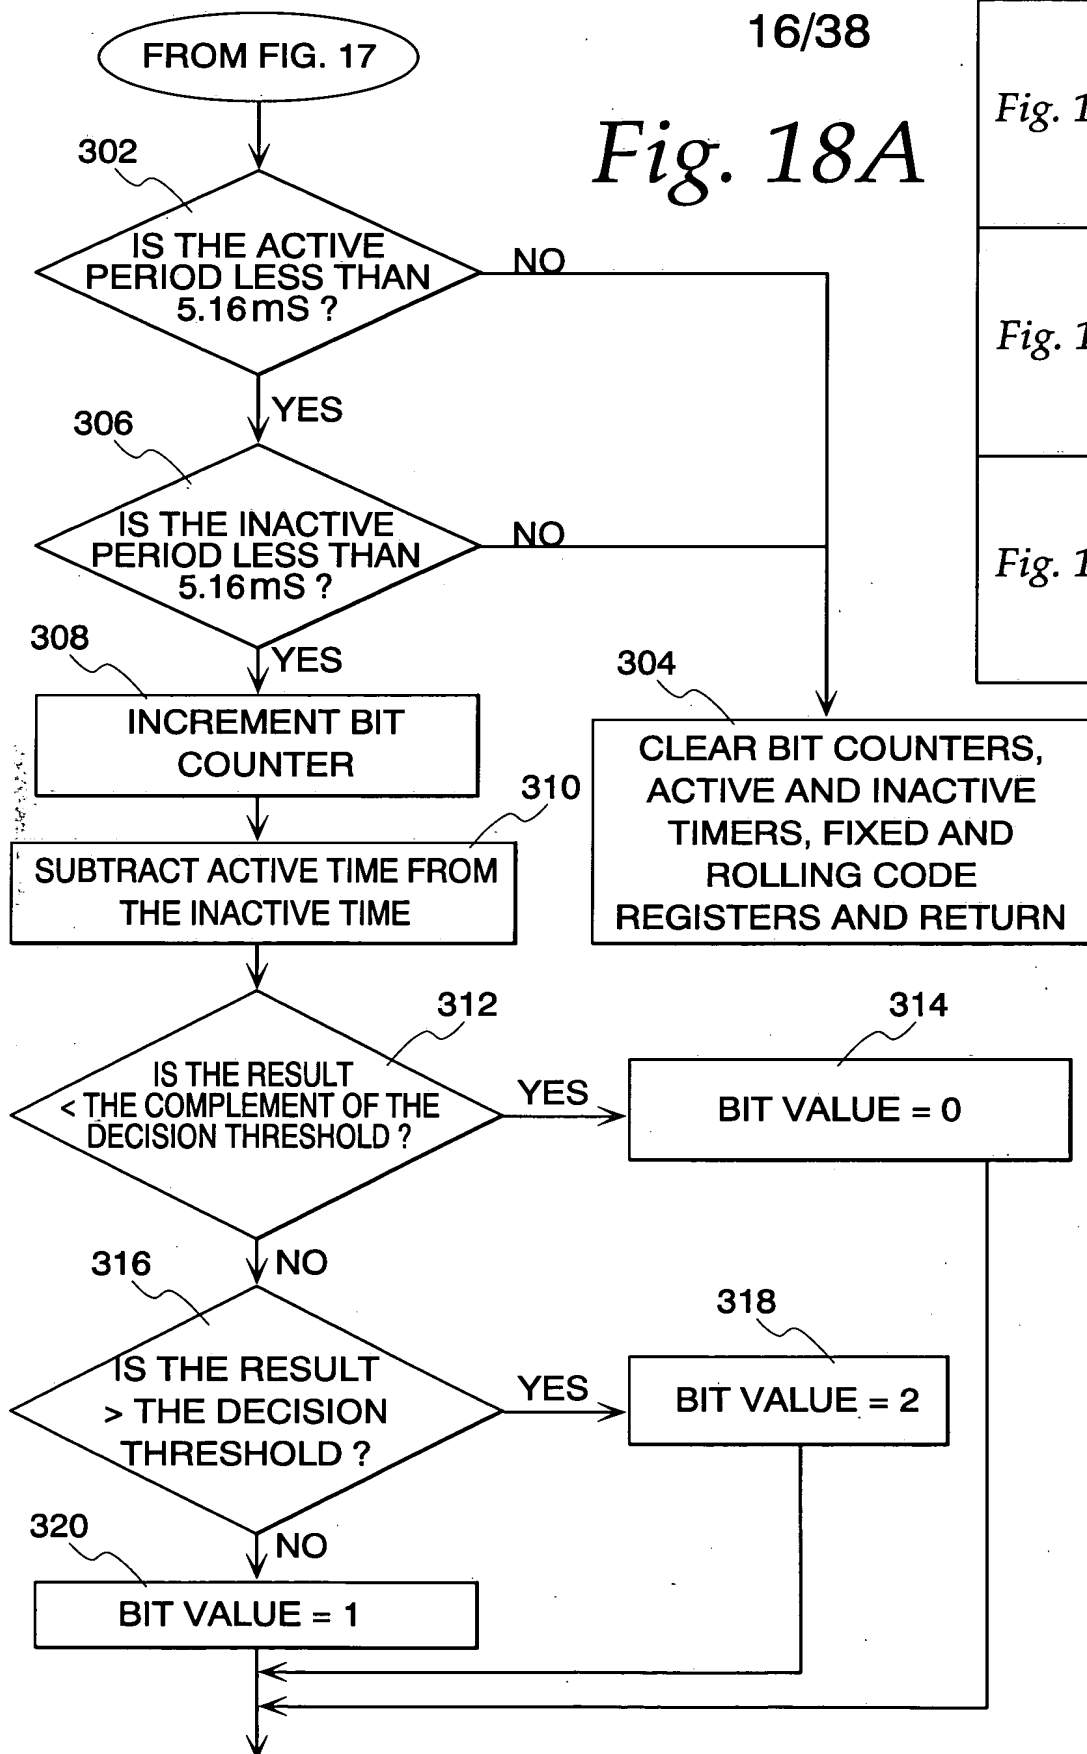 16/38
Fig. 18A
FROM FIG. 17
302
IS THE ACTIVE
PERIOD LESS THAN
5.16mS ?
NO
YES
306
IS THE INACTIVE
PERIOD LESS THAN
5.16mS ?
NO
YES
304
CLEAR BIT COUNTERS,
ACTIVE AND INACTIVE
TIMERS, FIXED AND
ROLLING CODE
REGISTERS AND RETURN
308
INCREMENT BIT
COUNTER
310
SUBTRACT ACTIVE TIME FROM
THE INACTIVE TIME
312
IS THE RESULT
< THE COMPLEMENT OF THE
DECISION THRESHOLD ?
YES
314
BIT VALUE = 0
NO
316
IS THE RESULT
> THE DECISION
THRESHOLD ?
YES
318
BIT VALUE = 2
NO
320
BIT VALUE = 1
Fig.
Fig.
Fig.